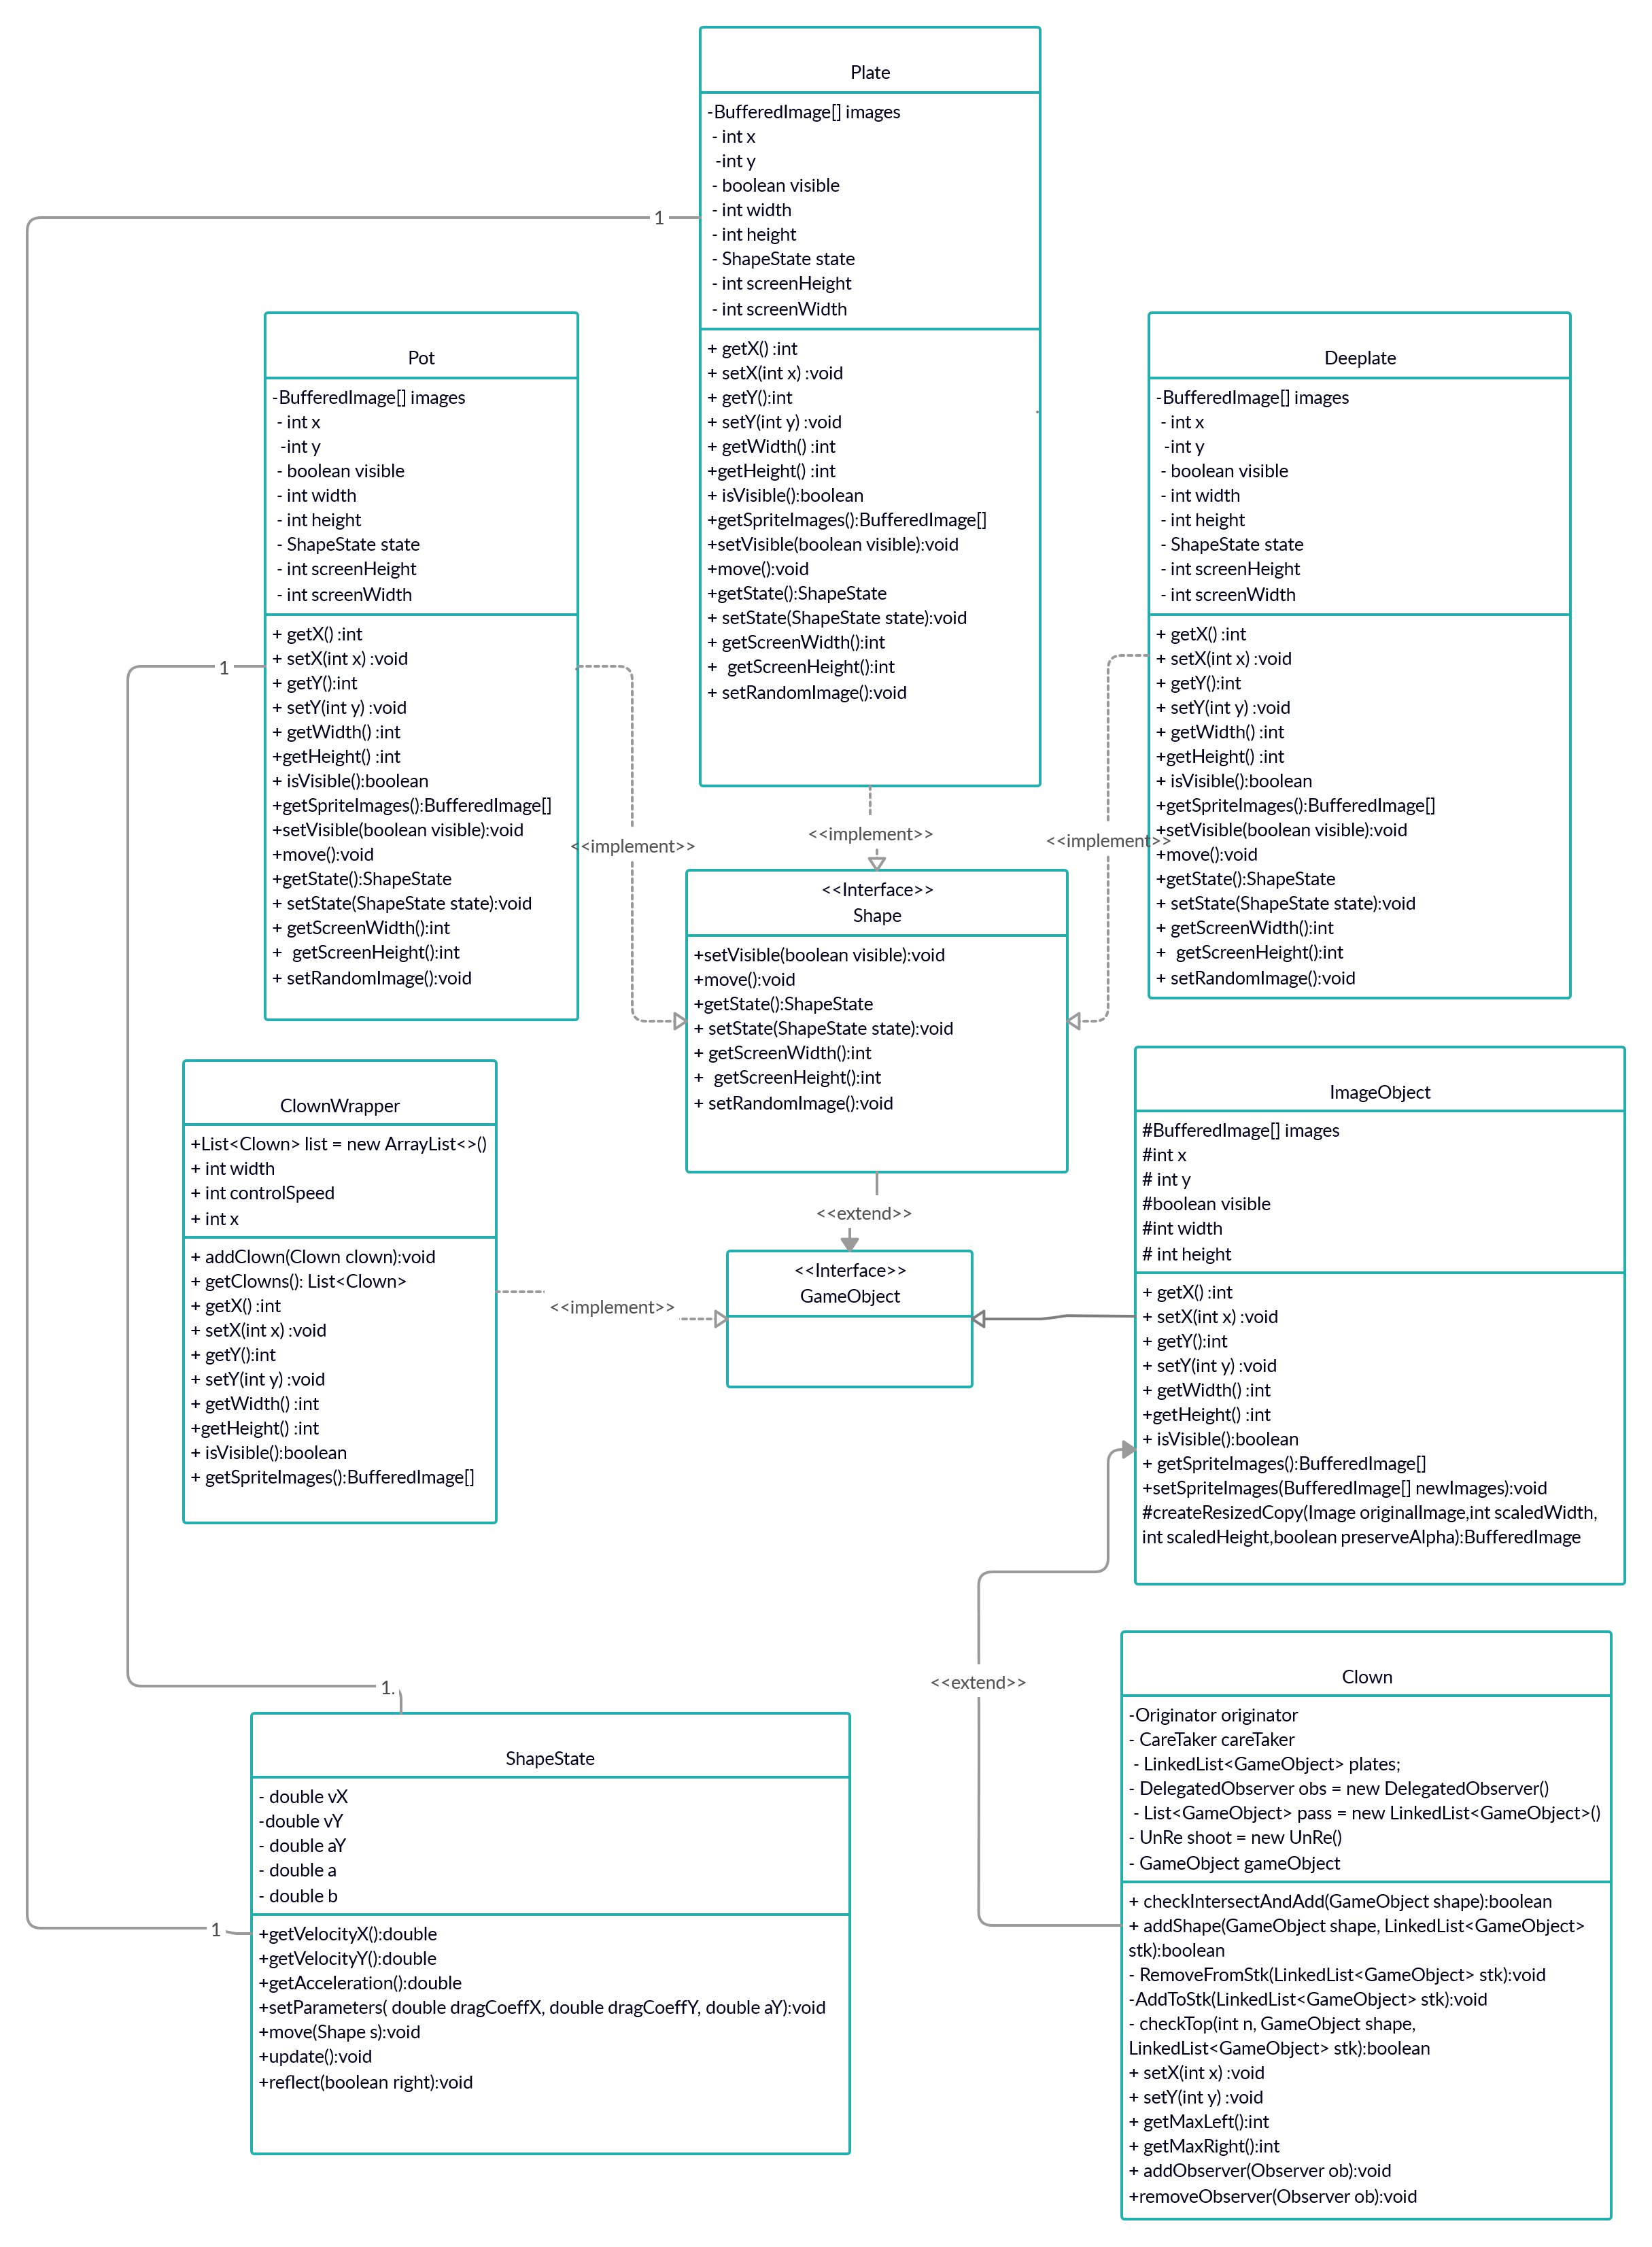 Plate
-BufferedImage[] images
- int x
-int y
- boolean visible
- int width
- int height
- ShapeState state
- int screenHeight
- int screenWidth
+ getX() :int
+ setX(int x) :void
+ getY():int
+ setY(int y) :void
+ getWidth() :int
+getHeight() :int
+ isVisible():boolean
+getSpriteImages():BufferedImage[]
+setVisible(boolean visible):void
+move():void
+getState():ShapeState
+ setState(ShapeState state):void
+ getScreenWidth():int
+ getScreenHeight():int
+ setRandomImage():void
1
Pot
-BufferedImage[] images
- int x
-int y
- boolean visible
- int width
- int height
- ShapeState state
- int screenHeight
- int screenWidth
+ getX() :int
+ setX(int x) :void
+ getY():int
+ setY(int y) :void
+ getWidth() :int
+getHeight() :int
+ isVisible():boolean
+getSpriteImages():BufferedImage[]
+setVisible(boolean visible):void
+move():void
+getState():ShapeState
+ setState(ShapeState state):void
+ getScreenWidth():int
+ getScreenHeight():int
+ setRandomImage():void
1
Deeplate
-BufferedImage[] images
- int x
-int y
- boolean visible
- int width
- int height
- ShapeState state
- int screenHeight
- int screenWidth
+ getX() :int
+ setX(int x) :void
+ getY():int
+ setY(int y) :void
+ getWidth() :int
+getHeight() :int
+ isVisible():boolean
+getSpriteImages():BufferedImage[]
+setVisible(boolean visible):void
+move():void
+getState():ShapeState
+ setState(ShapeState state):void
+ getScreenWidth():int
+ getScreenHeight():int
+ setRandomImage():void
<<implement>>
<<implement>>
<<implement>>
<<Interface>>
Shape
+setVisible(boolean visible):void
+move():void
+getState():ShapeState
+ setState(ShapeState state):void
+ getScreenWidth():int
+ getScreenHeight():int
+ setRandomImage():void
ClownWrapper
+List<Clown> list = new ArrayList<>()
+ int width
+ int controlSpeed
+ int x
+ addClown(Clown clown):void
+ getClowns(): List<Clown>
+ getX() :int
+ setX(int x) :void
+ getY():int
+ setY(int y) :void
+ getWidth() :int
+getHeight() :int
+ isVisible():boolean
+ getSpriteImages():BufferedImage[]
<<extend>>
<<implement>>
<<Interface>>
GameObject
ImageObject
#BufferedImage[] images
#int x
# int y
#boolean visible
#int width
# int height
+ getX() :int
+ setX(int x) :void
+ getY():int
+ setY(int y) :void
+ getWidth() :int
+getHeight() :int
+ isVisible():boolean
+ getSpriteImages():BufferedImage[]
+setSpriteImages(BufferedImage[] newImages):void
#createResizedCopy(Image originalImage,int scaledWidth,
int scaledHeight,boolean preserveAlpha):BufferedImage
<<extend>>
1.
1
ShapeState
- double vX
-double vY
- double aY
- double a
- double b
+getVelocityX():double
+getVelocityY():double
+getAcceleration():double
+setParameters( double dragCoeffX, double dragCoeffY, double aY):void
+move(Shape s):void
+update():void
+reflect(boolean right):void
Clown
-Originator originator
- CareTaker careTaker
- LinkedList<GameObject> plates;
- DelegatedObserver obs = new DelegatedObserver()
- List<GameObject> pass = new LinkedList<GameObject>()
- UnRe shoot = new UnRe()
- GameObject gameObject
+ checkIntersectAndAdd(GameObject shape):boolean
+ addShape(GameObject shape, LinkedList<GameObject>
stk):boolean
- RemoveFromStk(LinkedList<GameObject> stk):void
-AddToStk(LinkedList<GameObject> stk):void
- checkTop(int n, GameObject shape,
LinkedList<GameObject> stk):boolean
+ setX(int x) :void
+ setY(int y) :void
+ getMaxLeft():int
+ getMaxRight():int
+ addObserver(Observer ob):void
+removeObserver(Observer ob):void